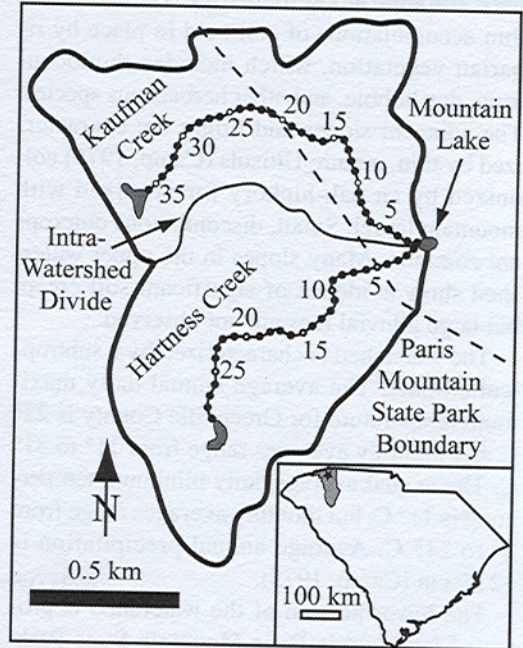 Kaufman
Creek
20
25
15
30
10
35
5
Mountain
Lake
Intra-
Watershed
Divide
Hartness Creek
5
10
20
15
25
Paris
Mountain
State Park
Boundary
N
0.5 km
100 km